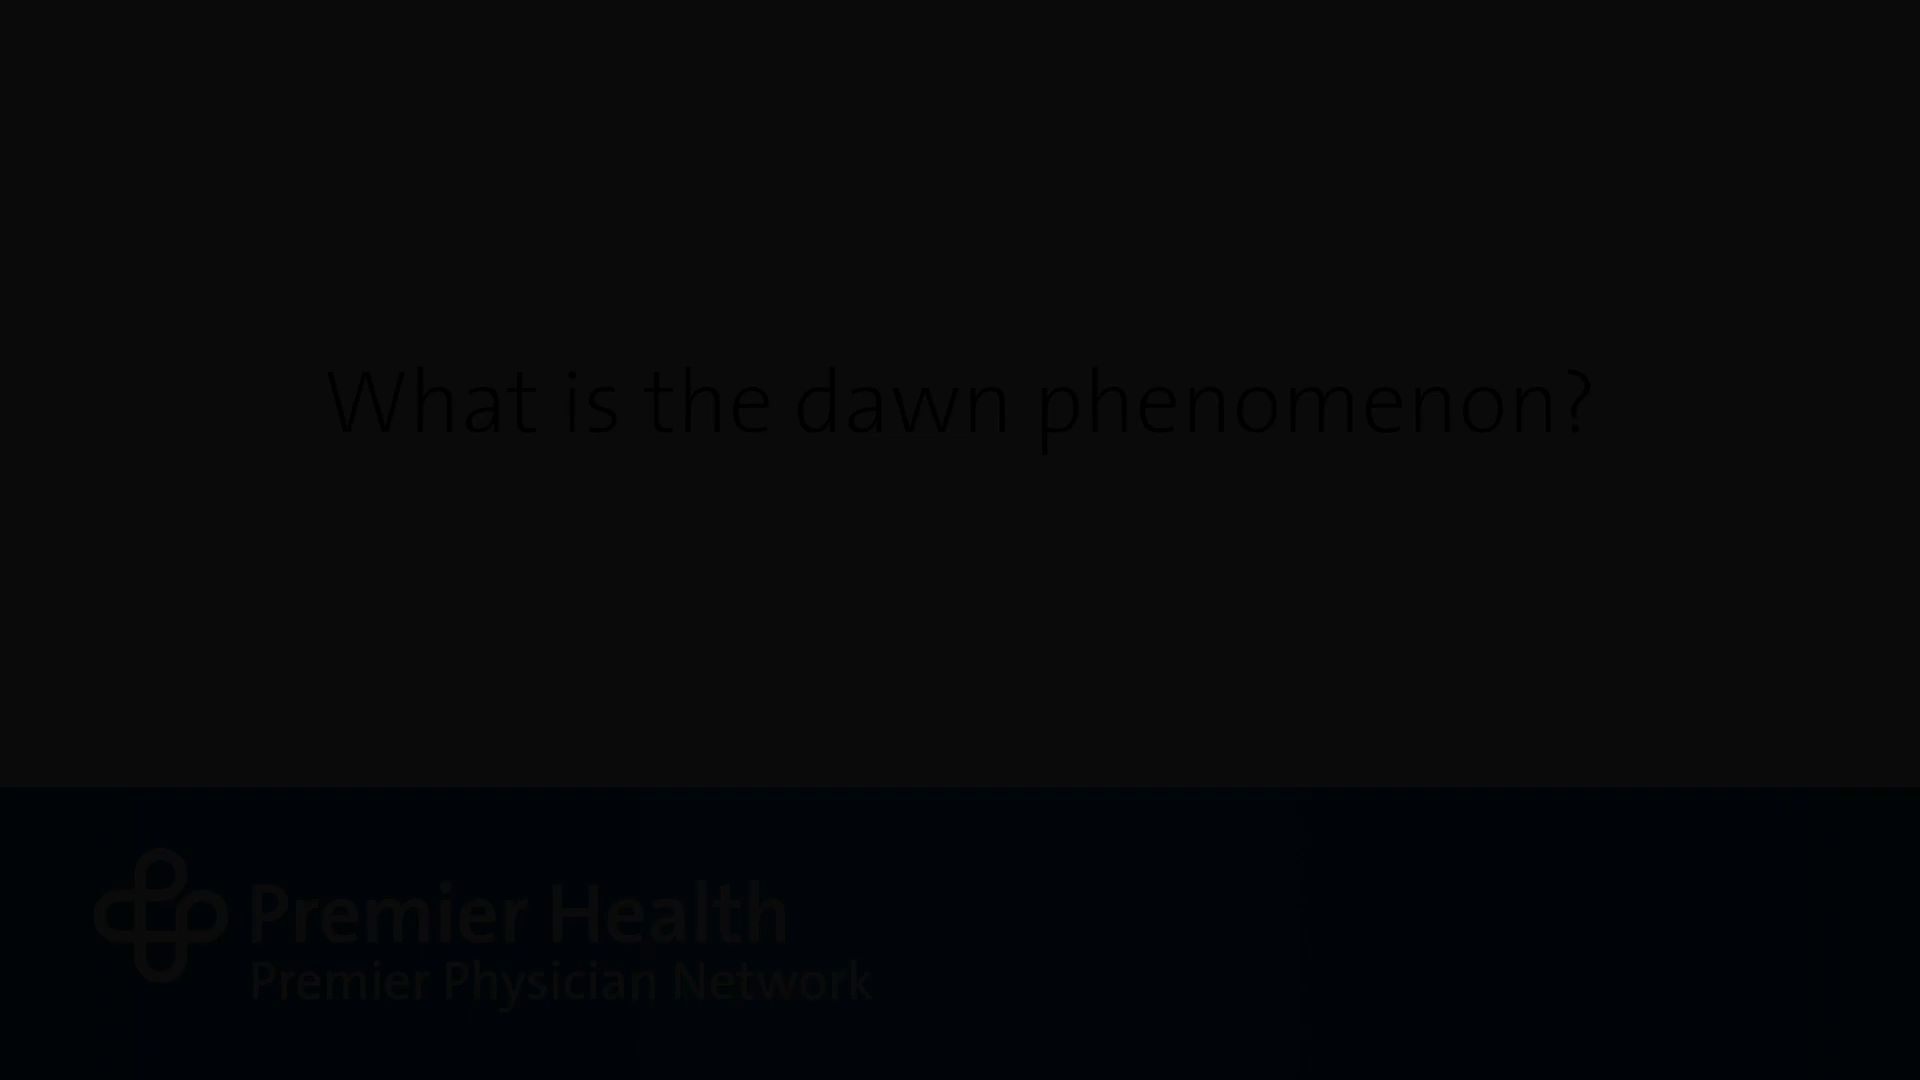 What is the dawn phenomenon?
Premier Health
Premier Physician Network